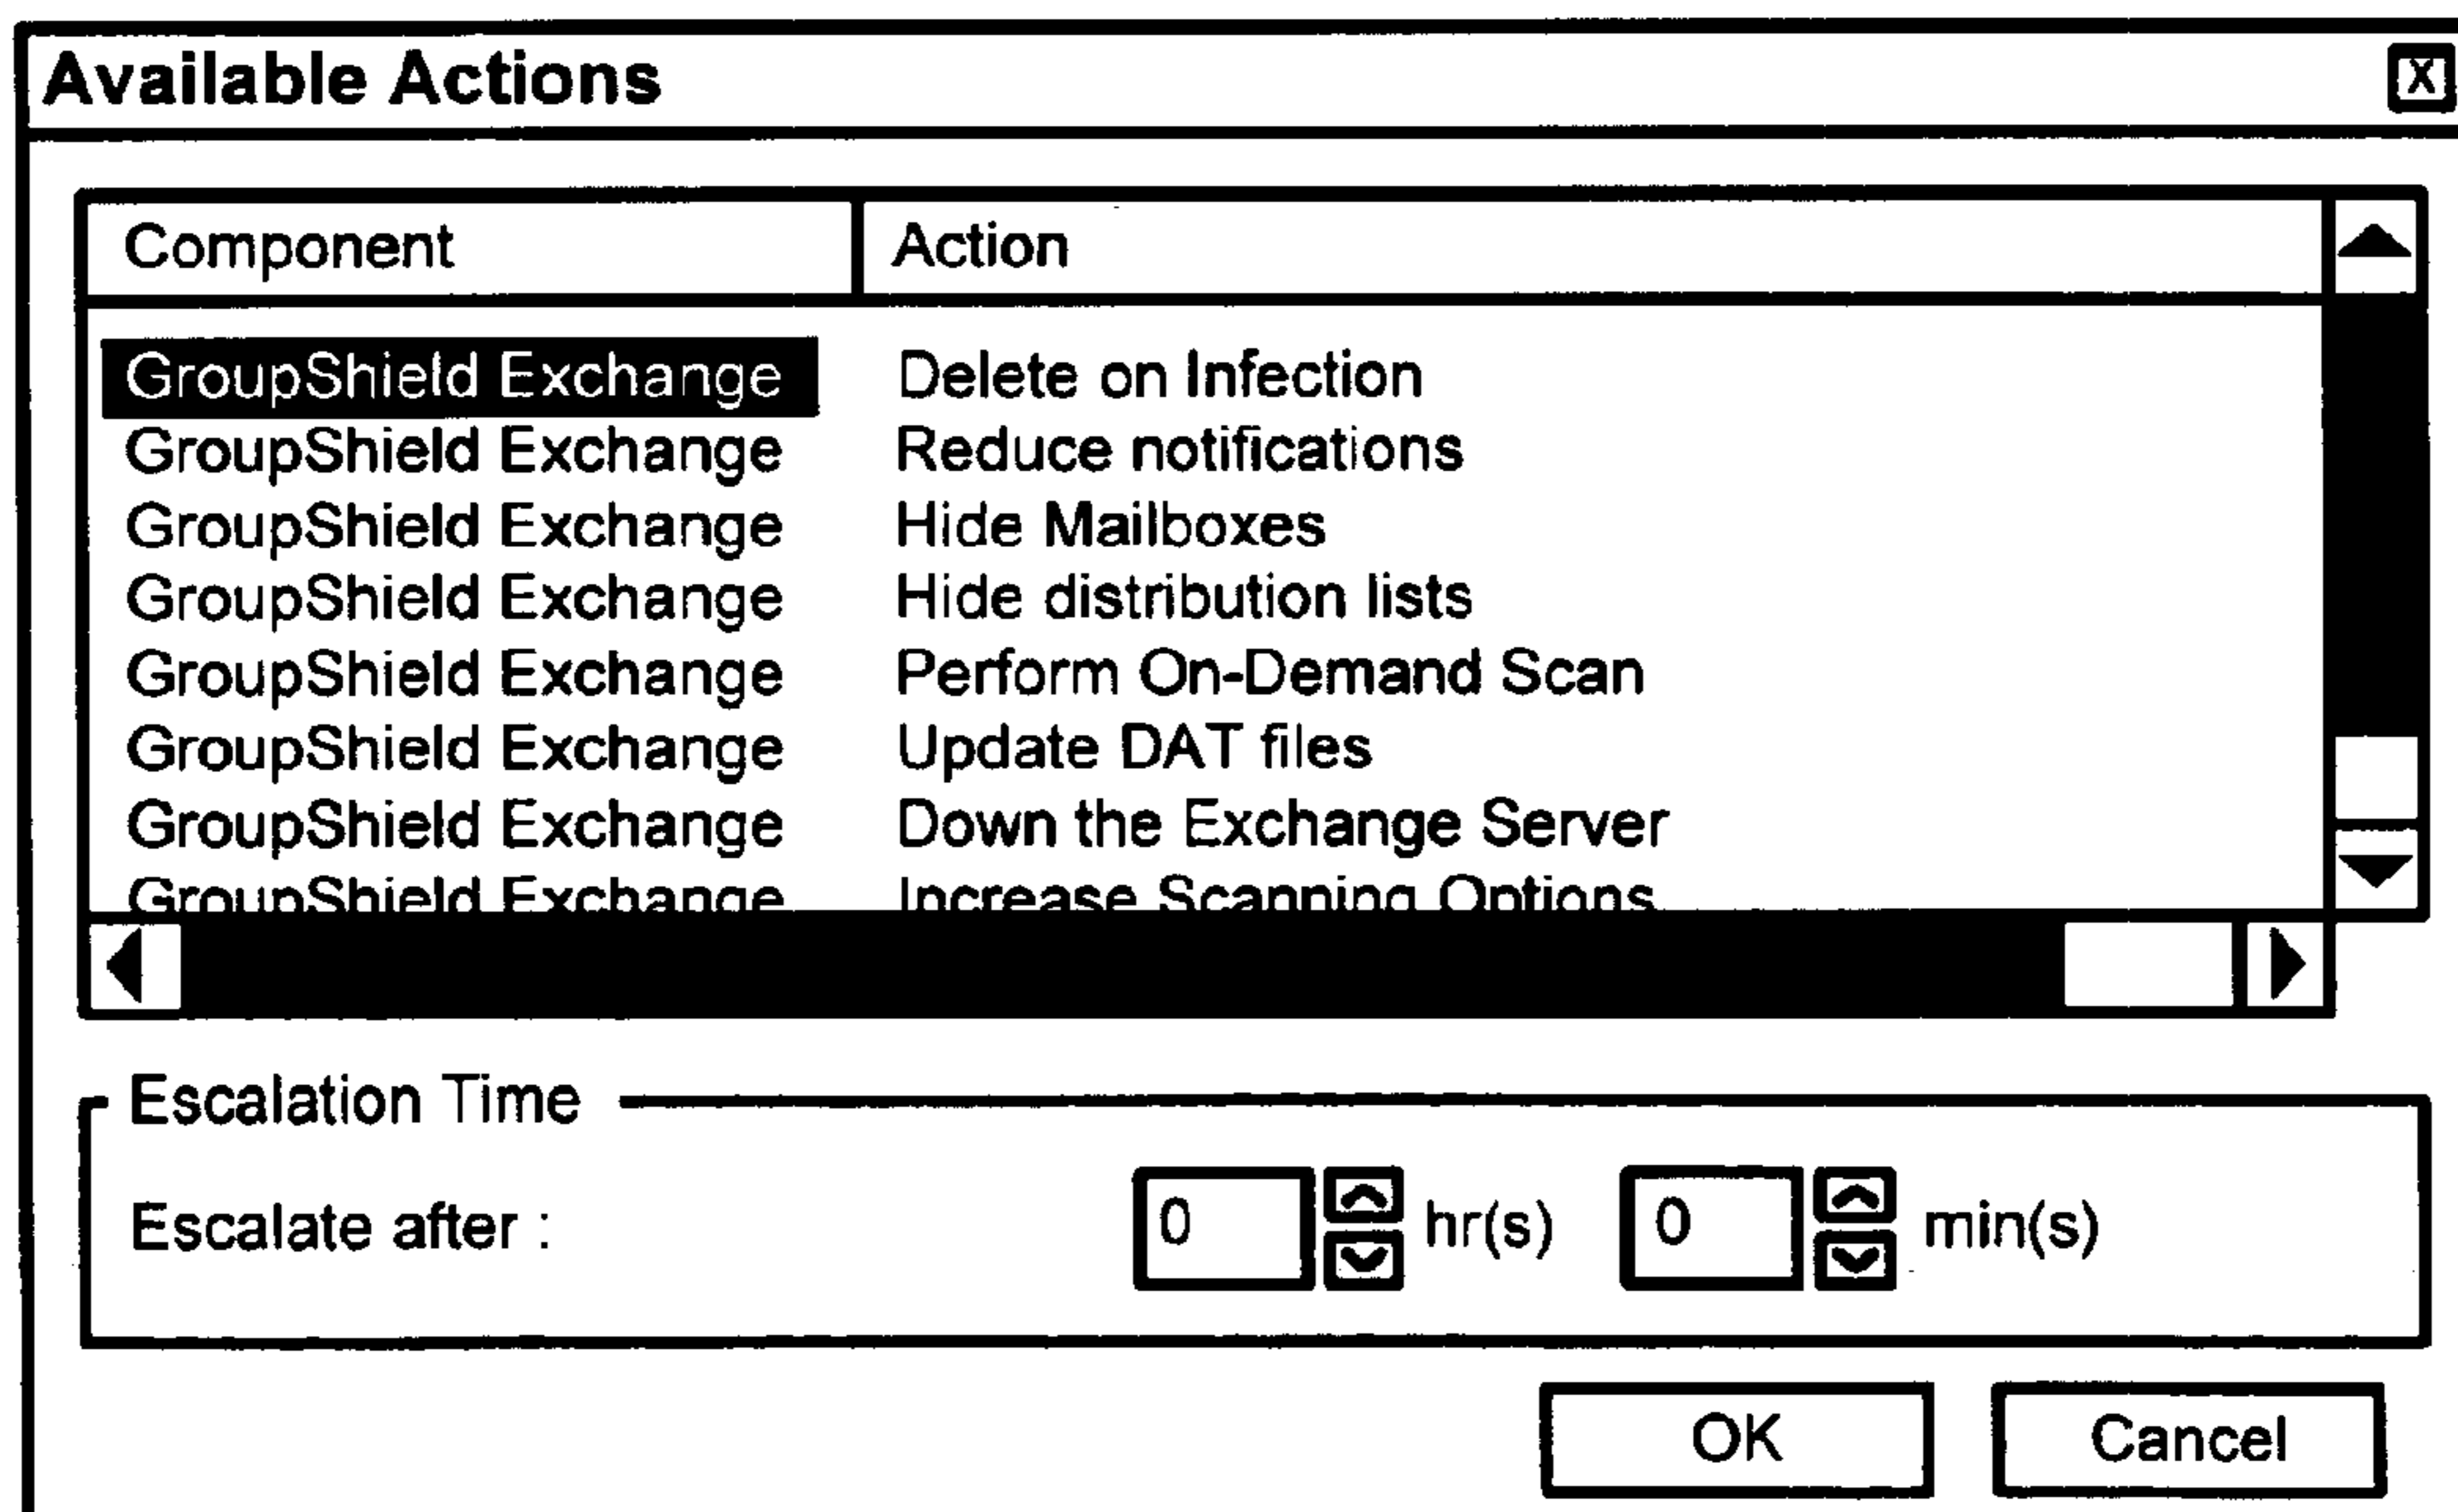 Available Actions X
Component Action
GroupShield Exchange Delete on Infection
GroupShield Exchange Reduce notifications
GroupShield Exchange Hide Mailboxes
GroupShield Exchange Hide distribution lists
GroupShield Exchange Perform On-Demand Scan
GroupShield Exchange Update DAT files
GroupShield Exchange Down the Exchange Server
GroupShield Exchange Increase Scanning Options
Escalation Time
Escalate after : 0 hr(s) 0 min(s)
OK Cancel